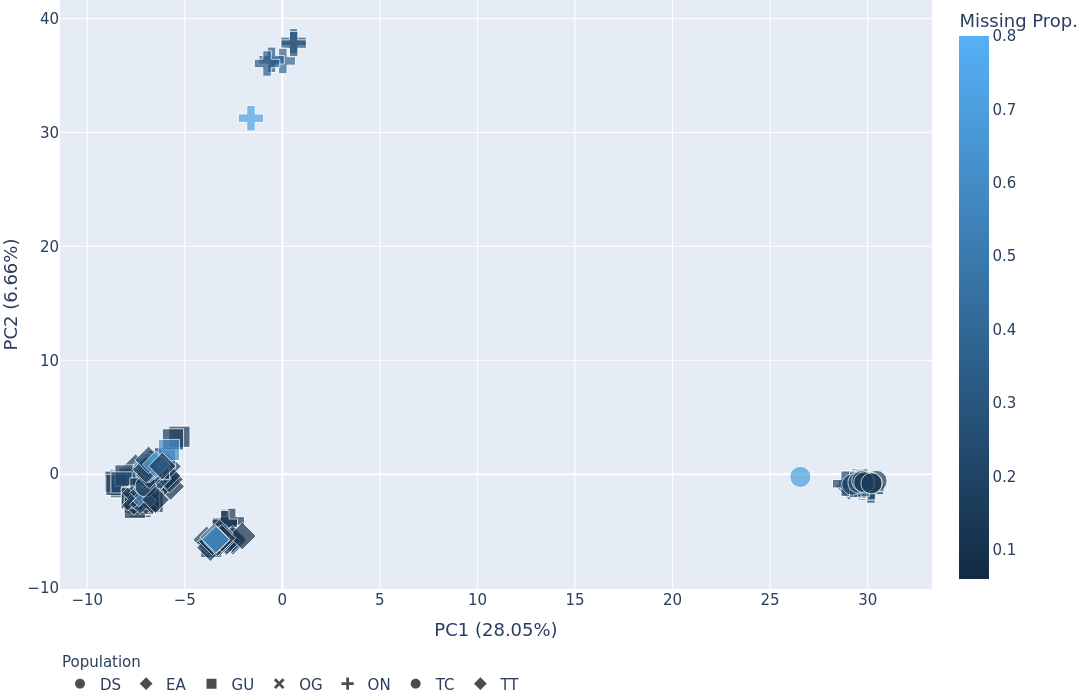 Missing Prop.
40
30
20
10
0
−10
PC2 (6.66%)
−10 −5 0 5 10 15 20 25 30
PC1 (28.05%)
0.8
0.7
0.6
0.5
0.4
0.3
0.2
0.1
Population
DS EA GU OG ON TC TT